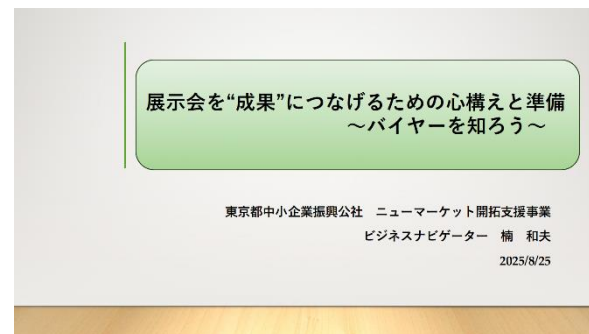 展示会を“成果”につなげるための心構えと準備
～バイヤーを知ろう～
東京都中小企業振興公社　ニューマーケット開拓支援事業
ビジネスナビゲーター　楠　和夫
2025/8/25